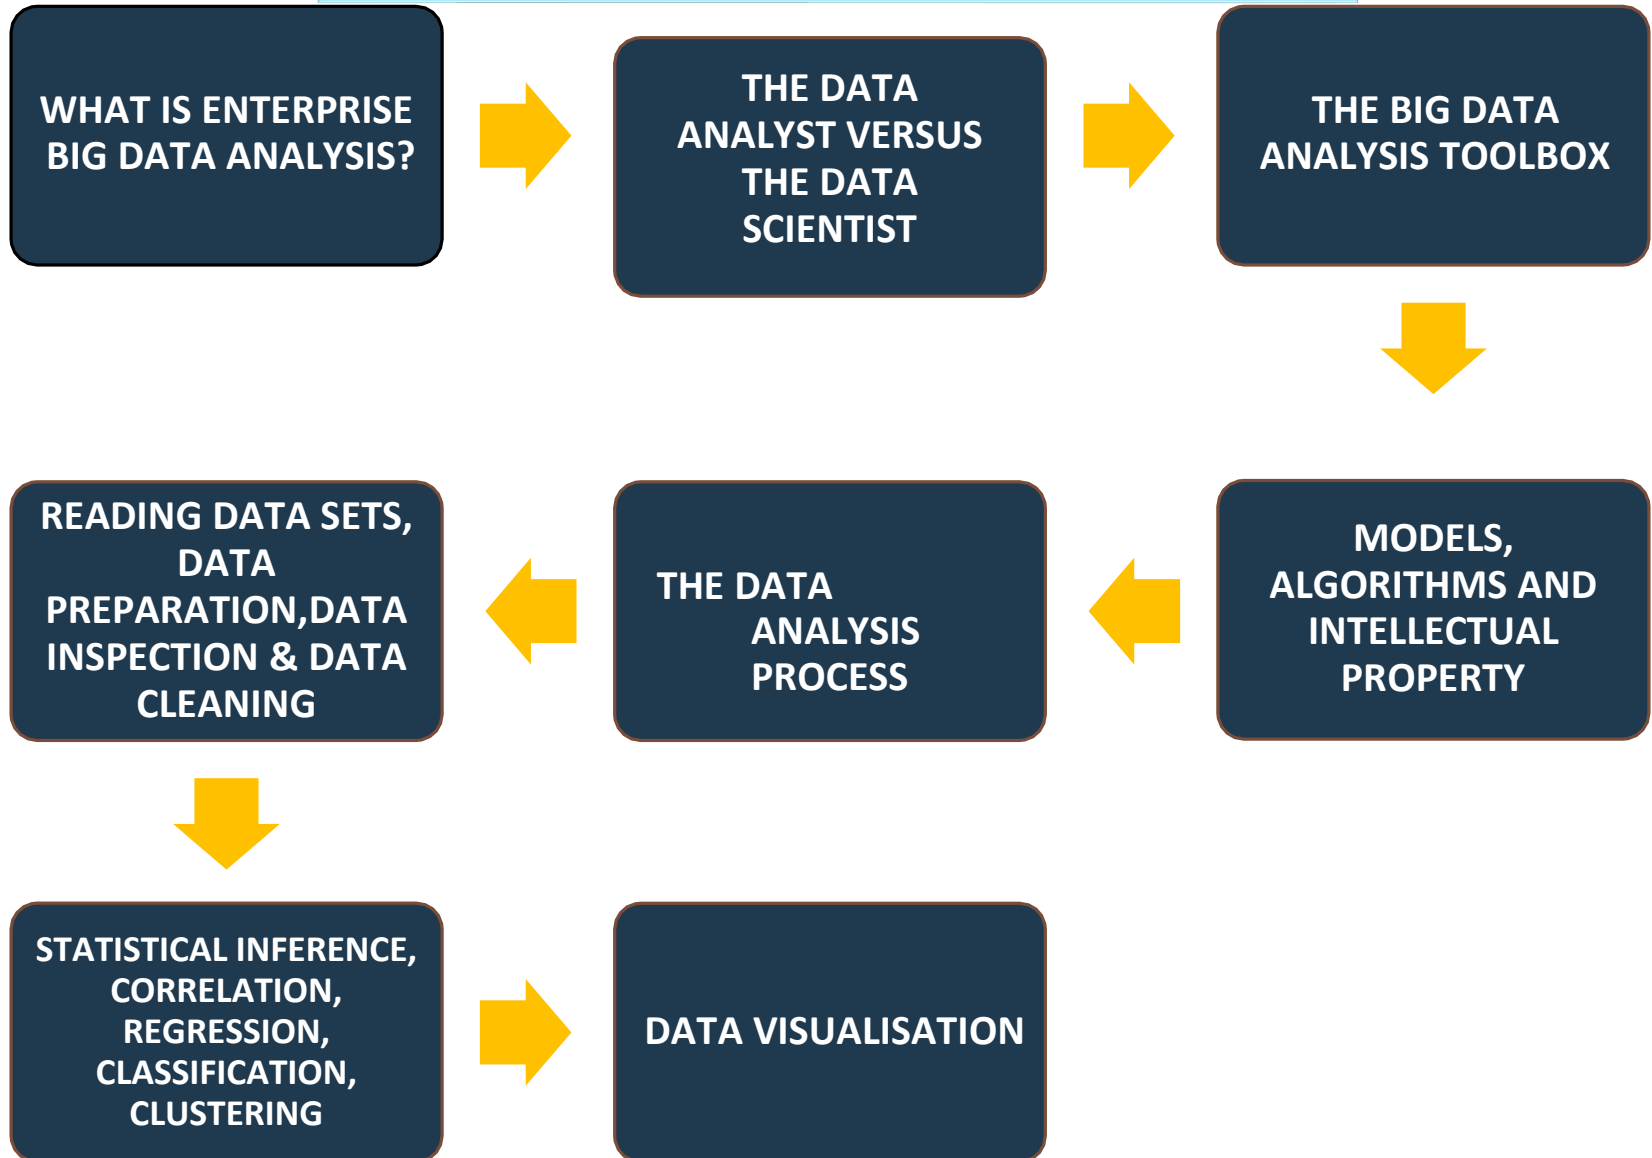 WHAT IS ENTERPRISE
BIG DATA ANALYSIS?
THE DATA
ANALYST VERSUS
THE DATA
SCIENTIST
THE BIG DATA
ANALYSIS TOOLBOX
MODELS,
ALGORITHMS AND
INTELLECTUAL
PROPERTY
THE DATA
ANALYSIS
PROCESS
READING DATA SETS,
DATA
PREPARATION,DATA
INSPECTION & DATA
CLEANING
STATISTICAL INFERENCE,
CORRELATION,
REGRESSION,
CLASSIFICATION,
CLUSTERING
DATA VISUALISATION